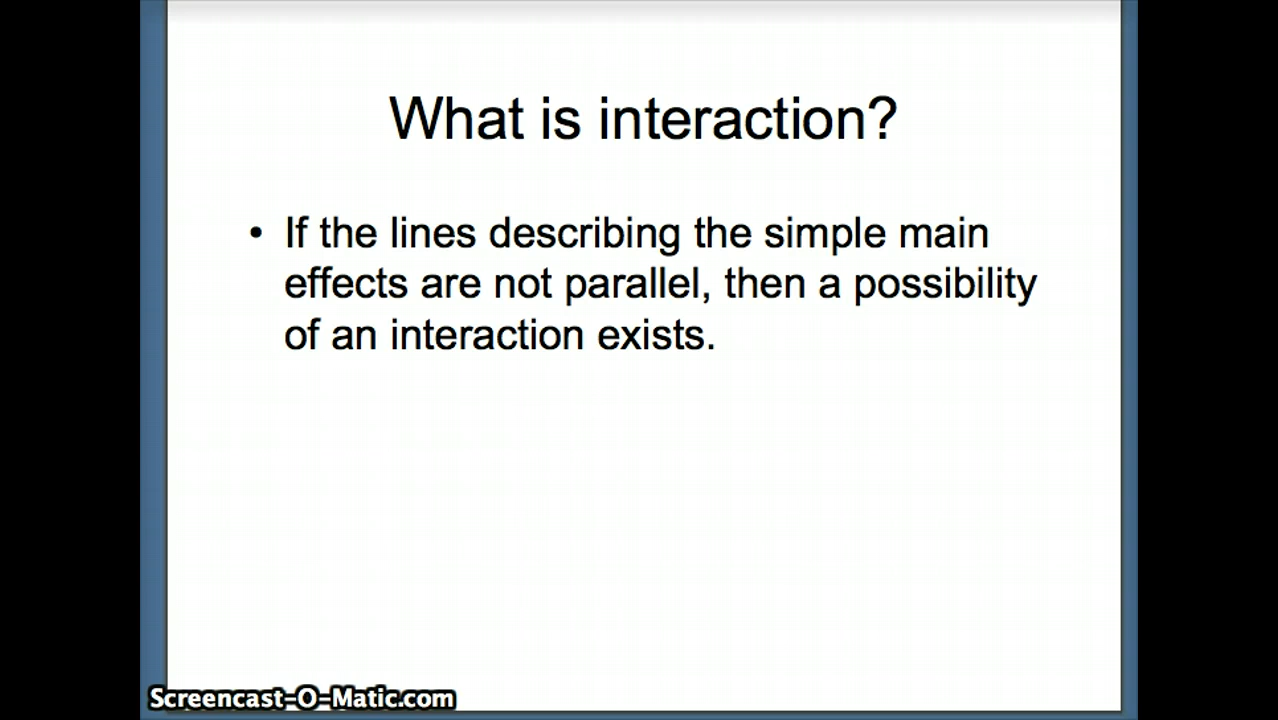 What is interaction?
• If the lines describing the simple main
effects are not parallel, then a possibility
of an interaction exists.
Screencast-O-Matic.com